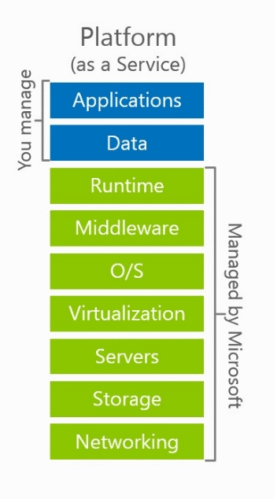 Platform
(as a Service)
You manage
Applications
Data
Runtime
Middleware
O/S
Virtualization
Servers
Storage
Networking
Managed by Microsoft